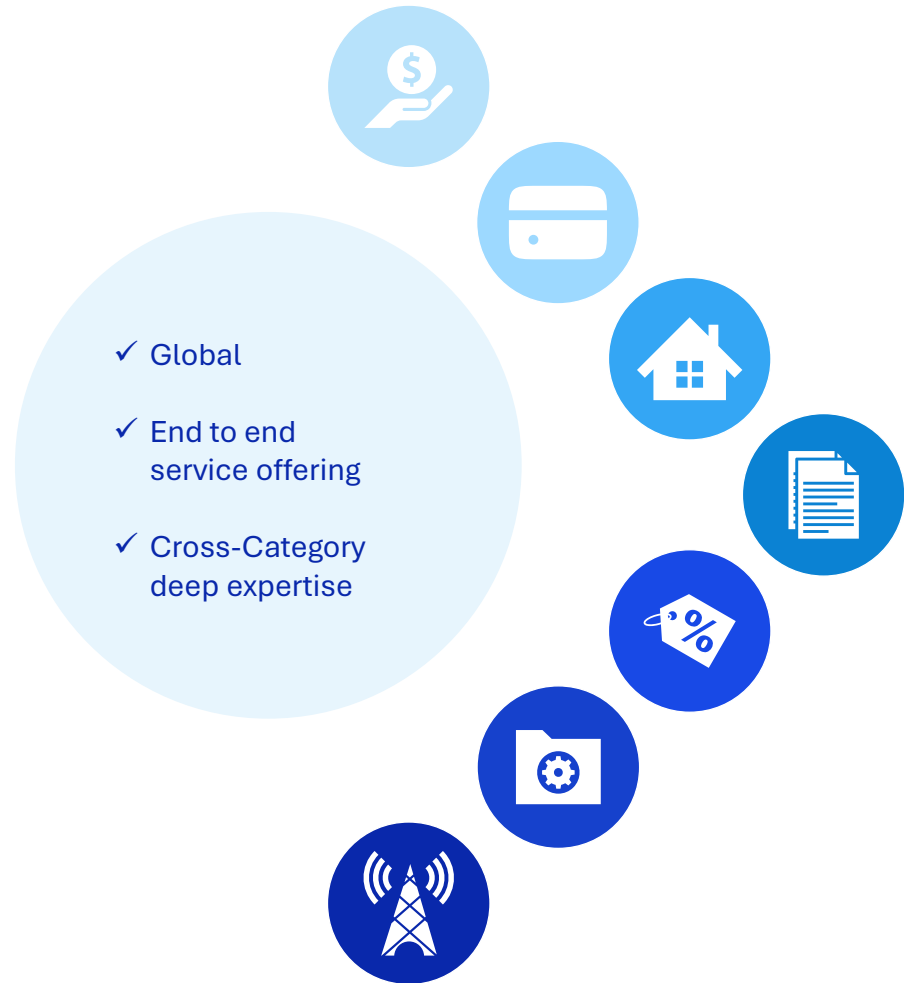 $
✓ Global
✓ End to end
service offering
✓ Cross-Category
deep expertise
%